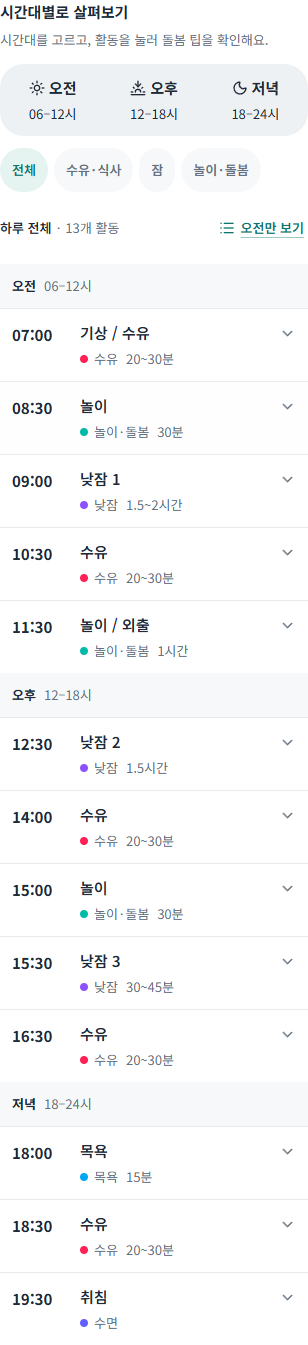 시간대별로 살펴보기
시간대를 고르고, 활동을 눌러 돌봄 팁을 확인해요.
오전 오후 저녁
06–12시 12–18시 18–24시
전체 수유·식사 잠 놀이·돌봄
하루 전체 · 13개 활동 오전만 보기
오전 06–12시
07:00 기상 / 수유
수유 20~30분
08:30 놀이
놀이·돌봄 30분
09:00 낮잠 1
낮잠 1.5~2시간
10:30 수유
수유 20~30분
11:30 놀이 / 외출
놀이·돌봄 1시간
오후 12–18시
12:30 낮잠 2
낮잠 1.5시간
14:00 수유
수유 20~30분
15:00 놀이
놀이·돌봄 30분
15:30 낮잠 3
낮잠 30~45분
16:30 수유
수유 20~30분
저녁 18–24시
18:00 목욕
목욕 15분
18:30 수유
수유 20~30분
19:30 취침
수면